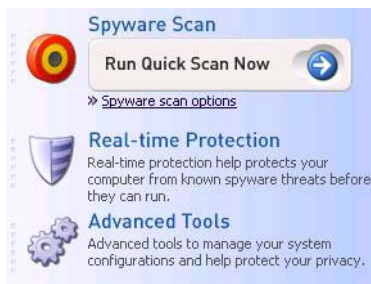 Spyware Scan
Run Quick Scan Now
» Spyware scan options
Real-time Protection
Real-time protection help protects your
computer from known spyware threats before
they can run.
Advanced Tools
Advanced tools to manage your system
configurations and help protect your privacy.